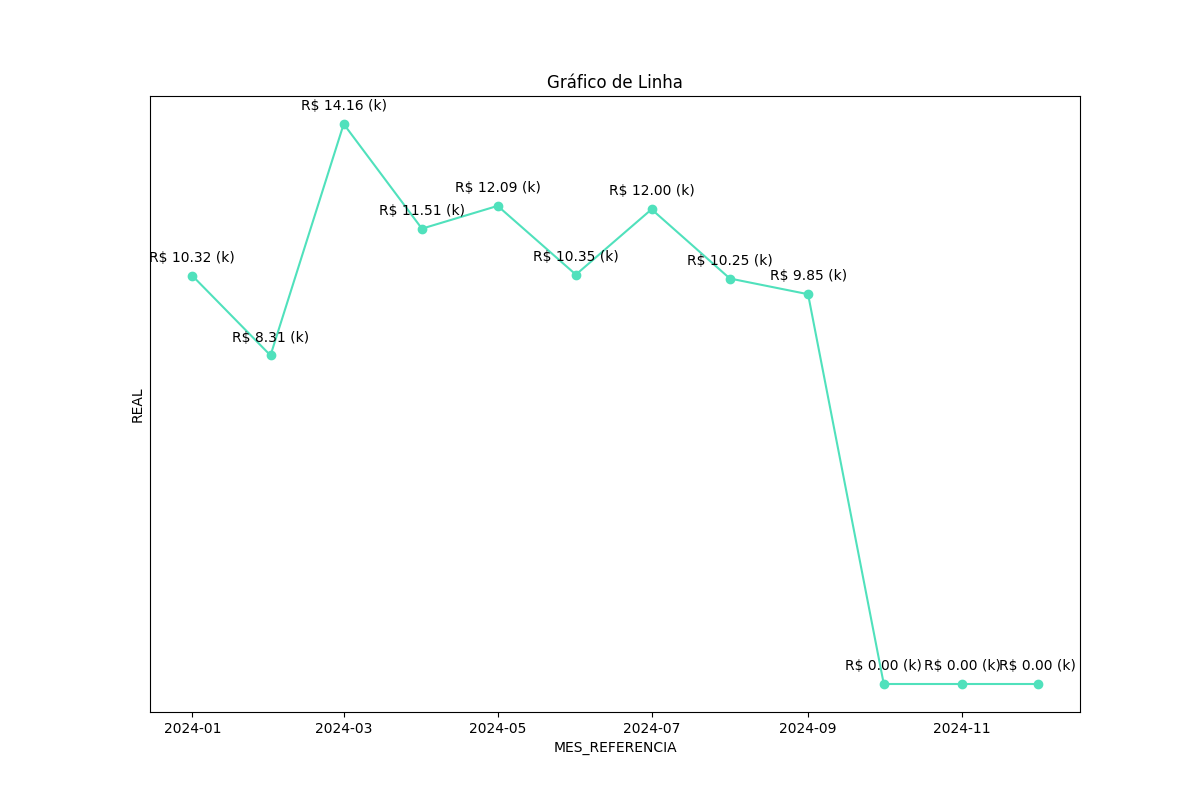 Gráfico de Linha
R$ 14.16 (k)
R$ 12.09 (k)
R$ 12.00 (k)
R$ 11.51 (k)
R$ 10.32 (k)
R$ 10.35 (k)
R$ 10.25 (k)
R$ 9.85 (k)
R$ 8.31 (k)
REAL
R$ 0.00 (k) R$ 0.00 (k) R$ 0.00 (k)
2024-01 2024-03 2024-05 2024-07 2024-09 2024-11
MES_REFERENCIA